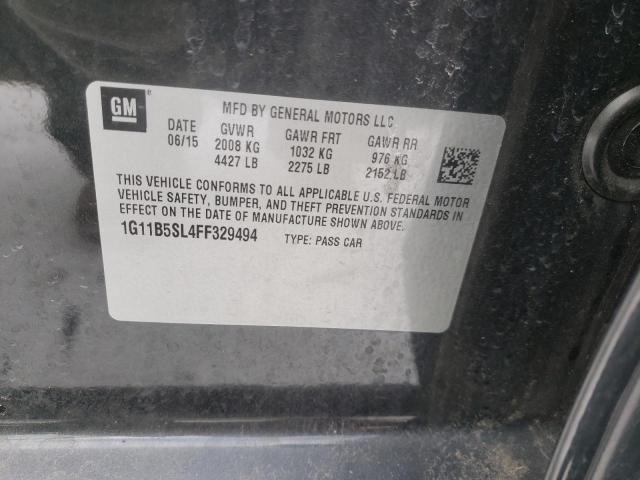 GM ®
MFD BY GENERAL MOTORS LLC
DATE GVWR GAWR FRT GAWR RR
06/15 2008 KG 1032 KG 976 KG
4427 LB 2275 LB 2152 LB
THIS VEHICLE CONFORMS TO ALL APPLICABLE U.S. FEDERAL MOTOR
VEHICLE SAFETY, BUMPER, AND THEFT PREVENTION STANDARDS IN
EFFECT ON THE DATE OF MANUFACTURE SHOWN ABOVE.
1G11B5SL4FF329494 TYPE: PASS CAR